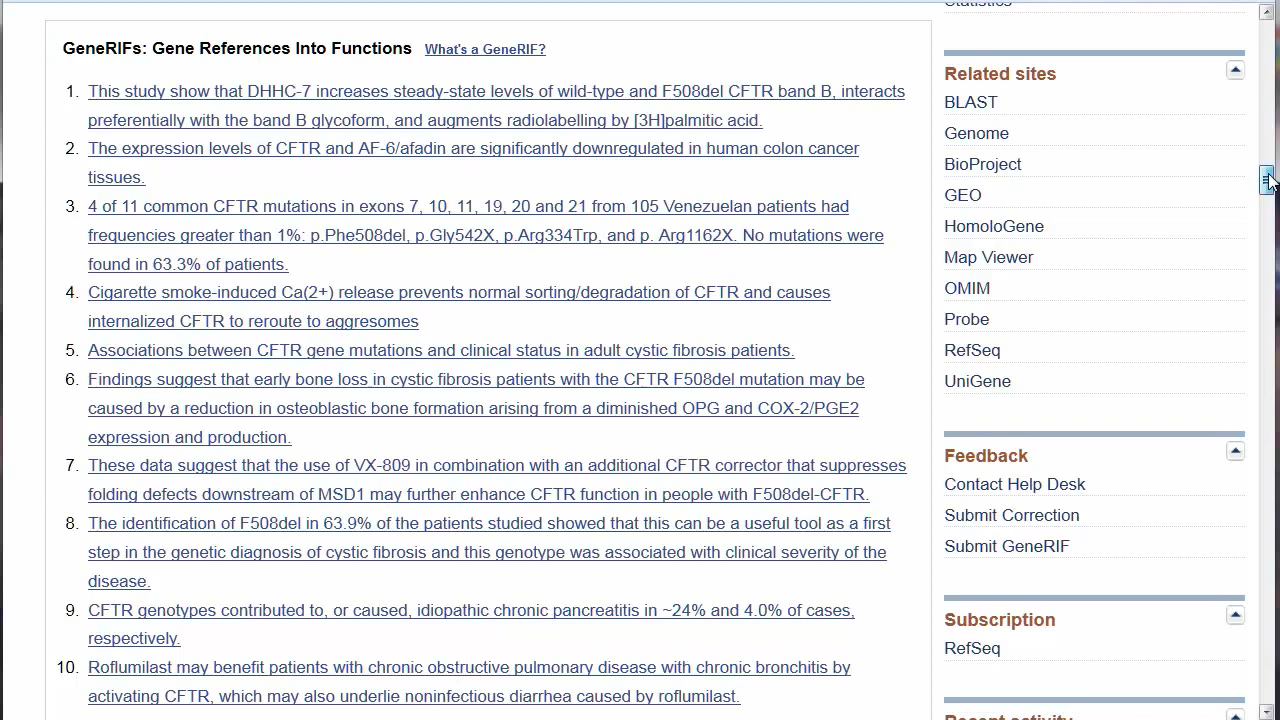 Statistics
GeneRIFs: Gene References Into Functions What's a GeneRIF?
1. This study show that DHHC-7 increases steady-state levels of wild-type and F508del CFTR band B, interacts
preferentially with the band B glycoform, and augments radiolabelling by [3H]palmitic acid.
2. The expression levels of CFTR and AF-6/afadin are significantly downregulated in human colon cancer
tissues.
3. 4 of 11 common CFTR mutations in exons 7, 10, 11, 19, 20 and 21 from 105 Venezuelan patients had
frequencies greater than 1%: p.Phe508del, p.Gly542X, p.Arg334Trp, and p. Arg1162X. No mutations were
found in 63.3% of patients.
4. Cigarette smoke-induced Ca(2+) release prevents normal sorting/degradation of CFTR and causes
internalized CFTR to reroute to aggresomes
5. Associations between CFTR gene mutations and clinical status in adult cystic fibrosis patients.
6. Findings suggest that early bone loss in cystic fibrosis patients with the CFTR F508del mutation may be
caused by a reduction in osteoblastic bone formation arising from a diminished OPG and COX-2/PGE2
expression and production.
7. These data suggest that the use of VX-809 in combination with an additional CFTR corrector that suppresses
folding defects downstream of MSD1 may further enhance CFTR function in people with F508del-CFTR.
8. The identification of F508del in 63.9% of the patients studied showed that this can be a useful tool as a first
step in the genetic diagnosis of cystic fibrosis and this genotype was associated with clinical severity of the
disease.
9. CFTR genotypes contributed to, or caused, idiopathic chronic pancreatitis in ~24% and 4.0% of cases,
respectively.
10. Roflumilast may benefit patients with chronic obstructive pulmonary disease with chronic bronchitis by
activating CFTR, which may also underlie noninfectious diarrhea caused by roflumilast.
Related sites
BLAST
Genome
BioProject
GEO
HomoloGene
Map Viewer
OMIM
Probe
RefSeq
UniGene
Feedback
Contact Help Desk
Submit Correction
Submit GeneRIF
Subscription
RefSeq
Recent activity